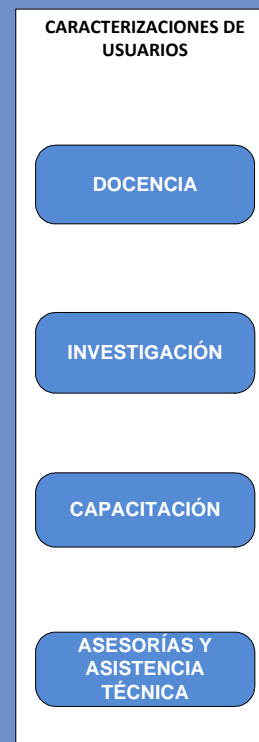 CARACTERIZACIONES DE
USUARIOS
DOCENCIA
INVESTIGACIÓN
CAPACITACIÓN
ASESORÍAS Y
ASISTENCIA
TÉCNICA